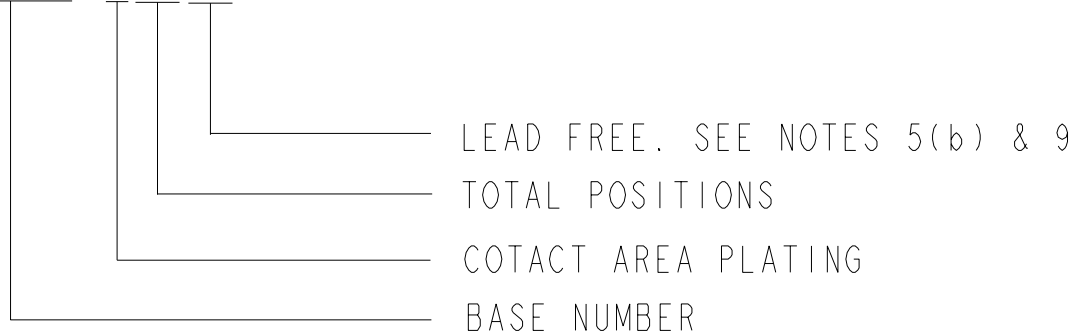 LEAD FREE. SEE NOTES 5(b) & 9
TOTAL POSITIONS
COTACT AREA PLATING
BASE NUMBER